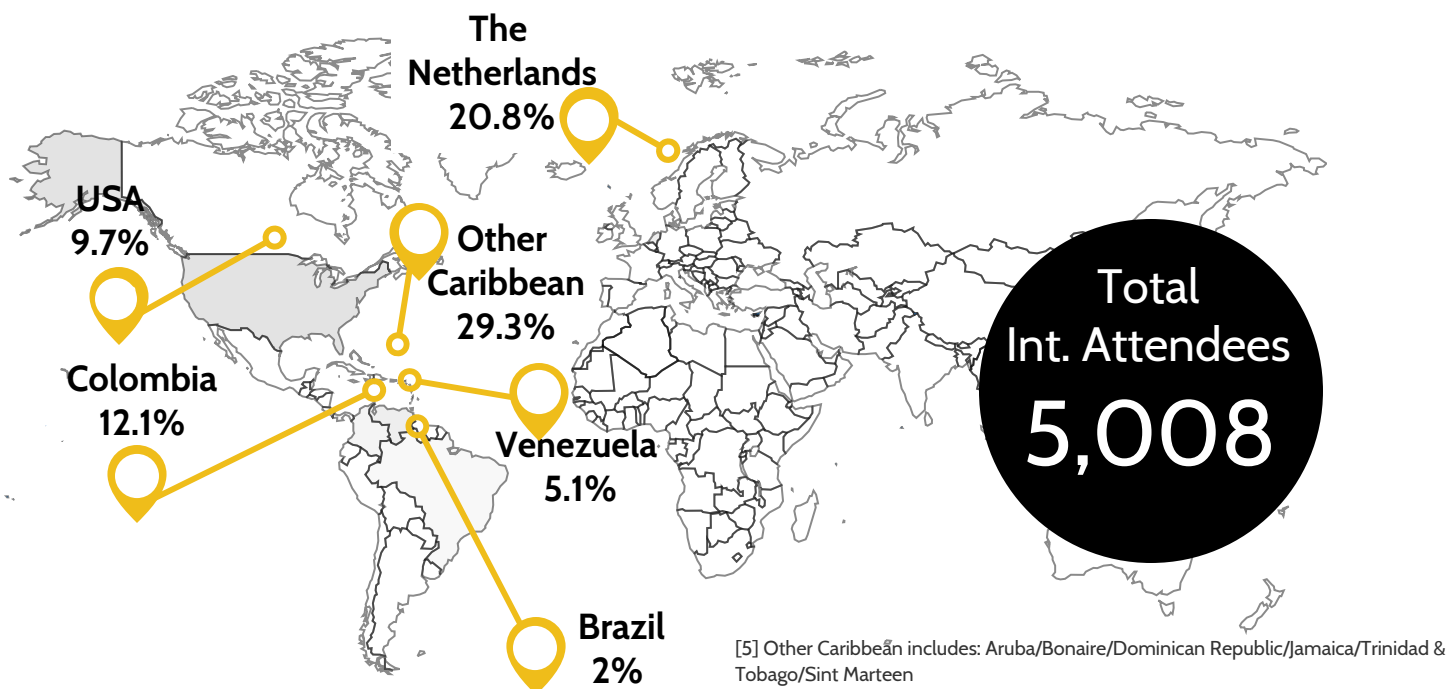 The
Netherlands
20.8%
USA
9.7%
Other
Caribbean
29.3%
Total
Int. Attendees
5,008
Colombia
12.1%
Venezuela
5.1%
Brazil
2%
[5] Other Caribbean includes: Aruba/Bonaire/Dominican Republic/Jamaica/Trinidad &
Tobago/Sint Marteen